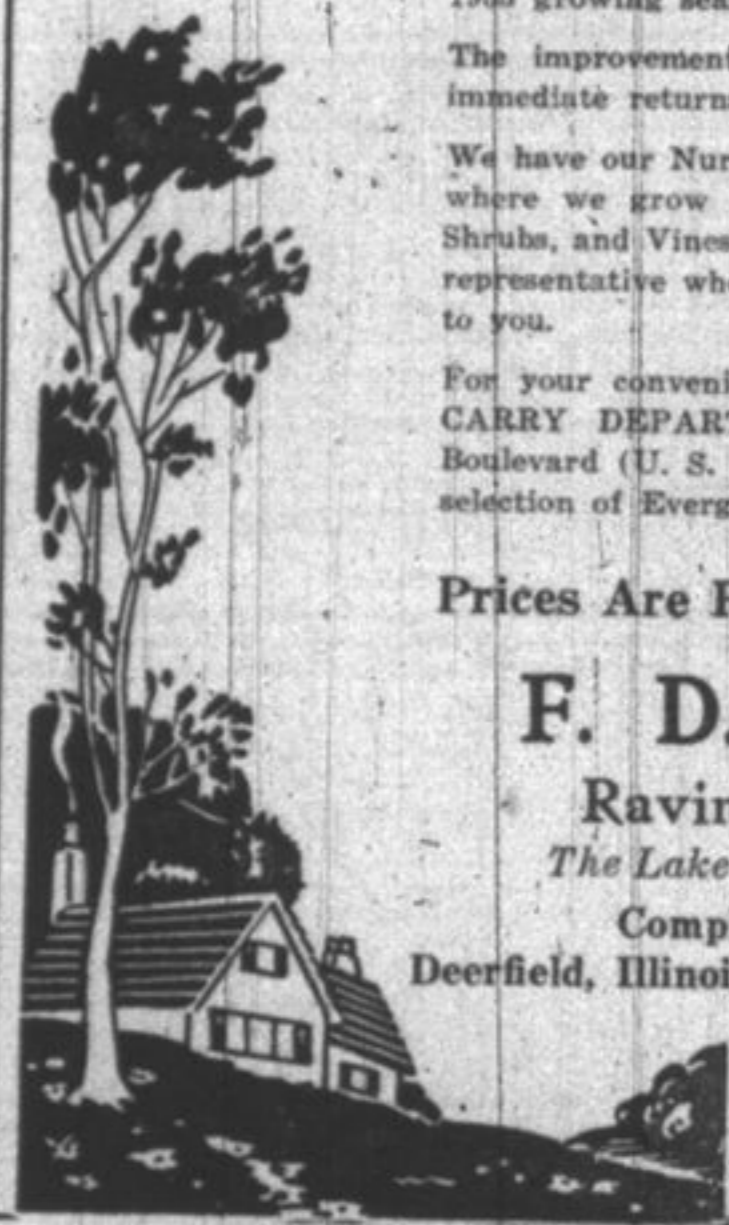 growing
The improvement
immediate return
We have our Nur
where we grow
Shrubs, and Vines
representative wh
to you.
For your conveni
CARRY DEPART
Boulevard (U. S.
selection of Everg
Prices Are
F. D.
Ravin
The Lake
Comp
Deerfield, Illinoi